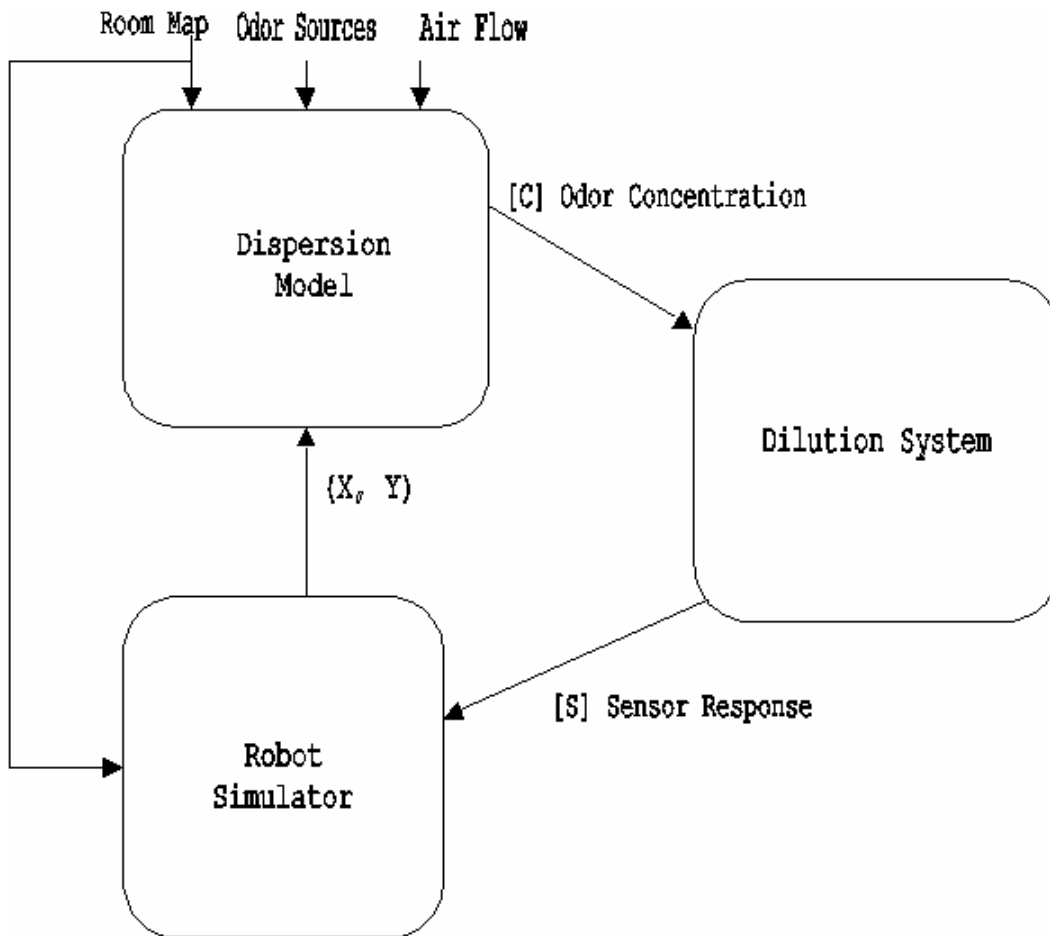 Room Map
Odor Sources
Air Flow
[C] Odor Concentration
Dispersion
Model
Dilution System
(X, Y)
[S] Sensor Response
Robot
Simulator